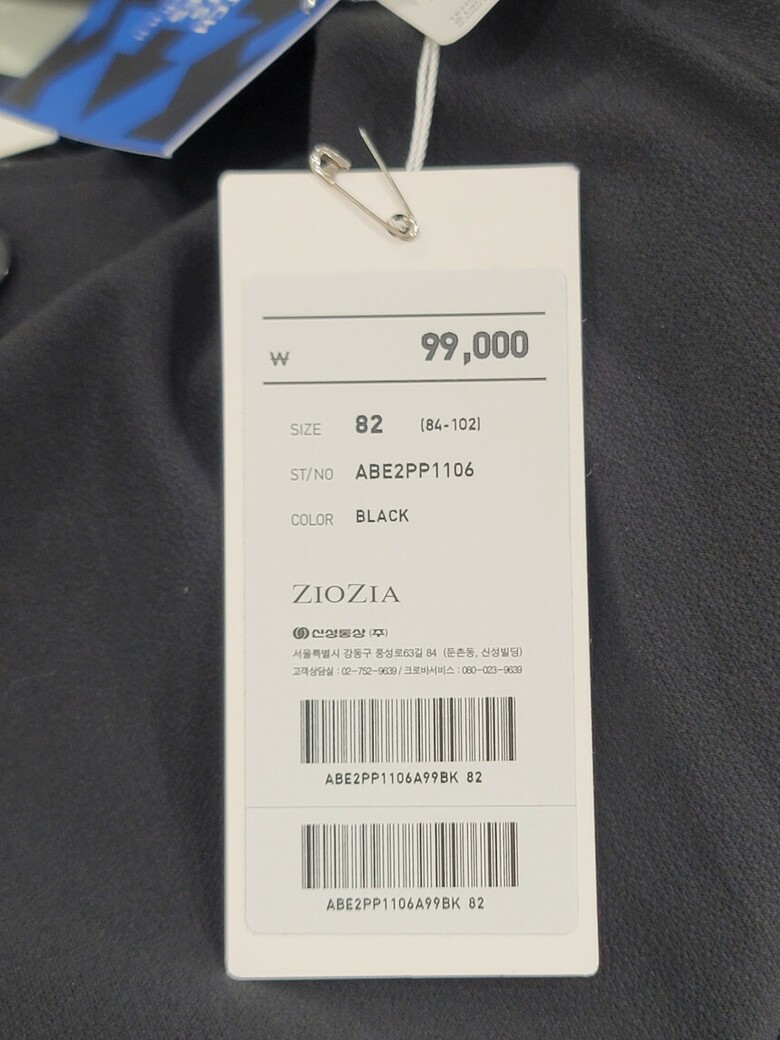 ₩ 99,000
SIZE 82 (84-102)
ST/NO ABE2PP1106
COLOR BLACK
ZIOZIA
신성통상 (주)
서울특별시 강동구 풍성로63길 84 (둔촌동, 신성빌딩)
고객상담실 : 02-752-9639 / 크로바서비스 : 080-023-9639
ABE2PP1106A99BK 82
ABE2PP1106A99BK 82